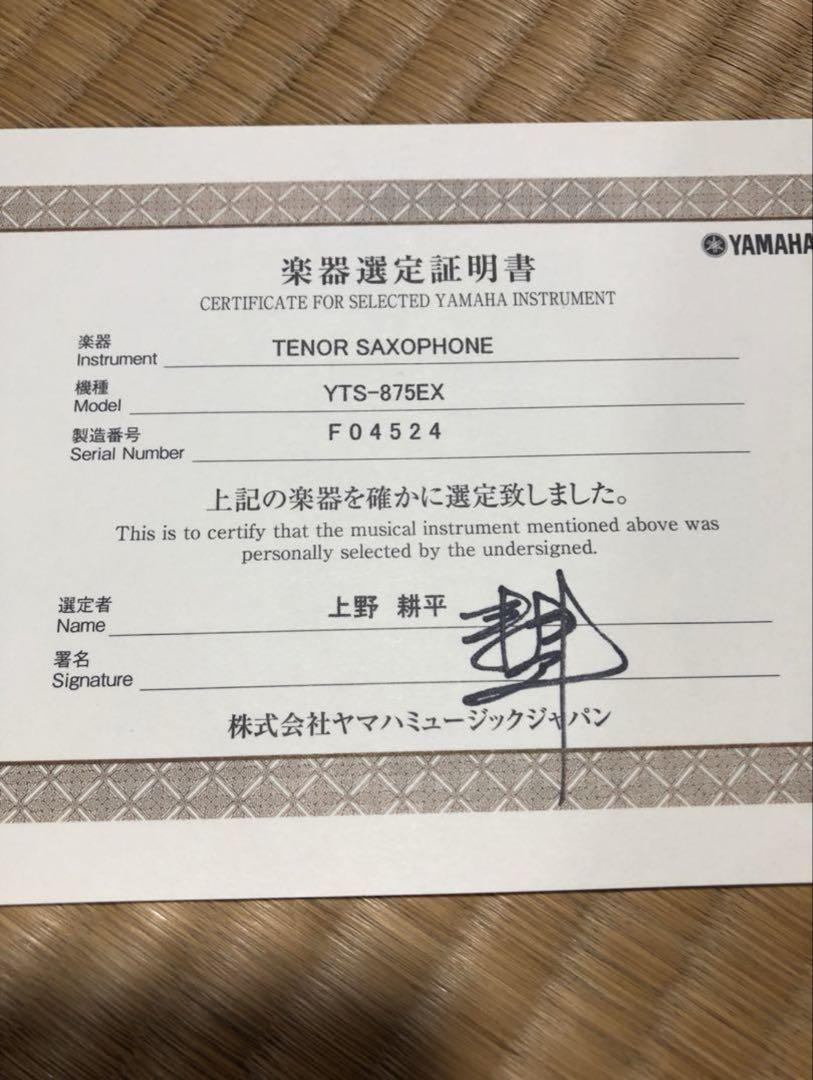 YAMAHA
楽器選定証明書
CERTIFICATE FOR SELECTED YAMAHA INSTRUMENT
楽器
Instrument TENOR SAXOPHONE
機種
Model YTS-875EX
製造番号
Serial Number F04524
上記の楽器を確かに選定致しました。
This is to certify that the musical instrument mentioned above was
personally selected by the undersigned.
選定者
Name 上野 耕平
署名
Signature
株式会社ヤマハミュージックジャパン